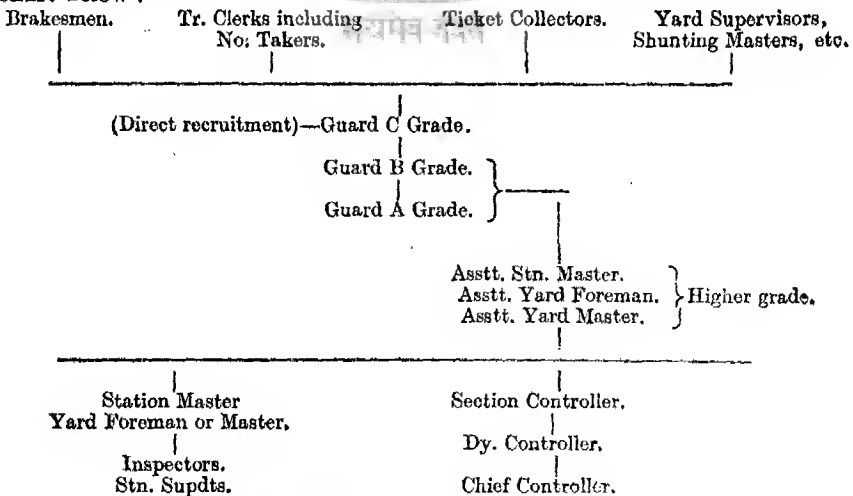 Brakesmen. Tr. Clerks including Ticket Collectors. Yard Supervisors,
No: Takers. Shunting Masters, etc.
(Direct recruitment)—Guard C Grade.
Guard B Grade.
Guard A Grade.
Asstt. Stn. Master.
Asstt. Yard Foreman. Higher grade.
Asstt. Yard Master.
Station Master Section Controller.
Yard Foreman or Master.
Dy. Controller.
Inspectors.
Stn. Supdts. Chief Controller.